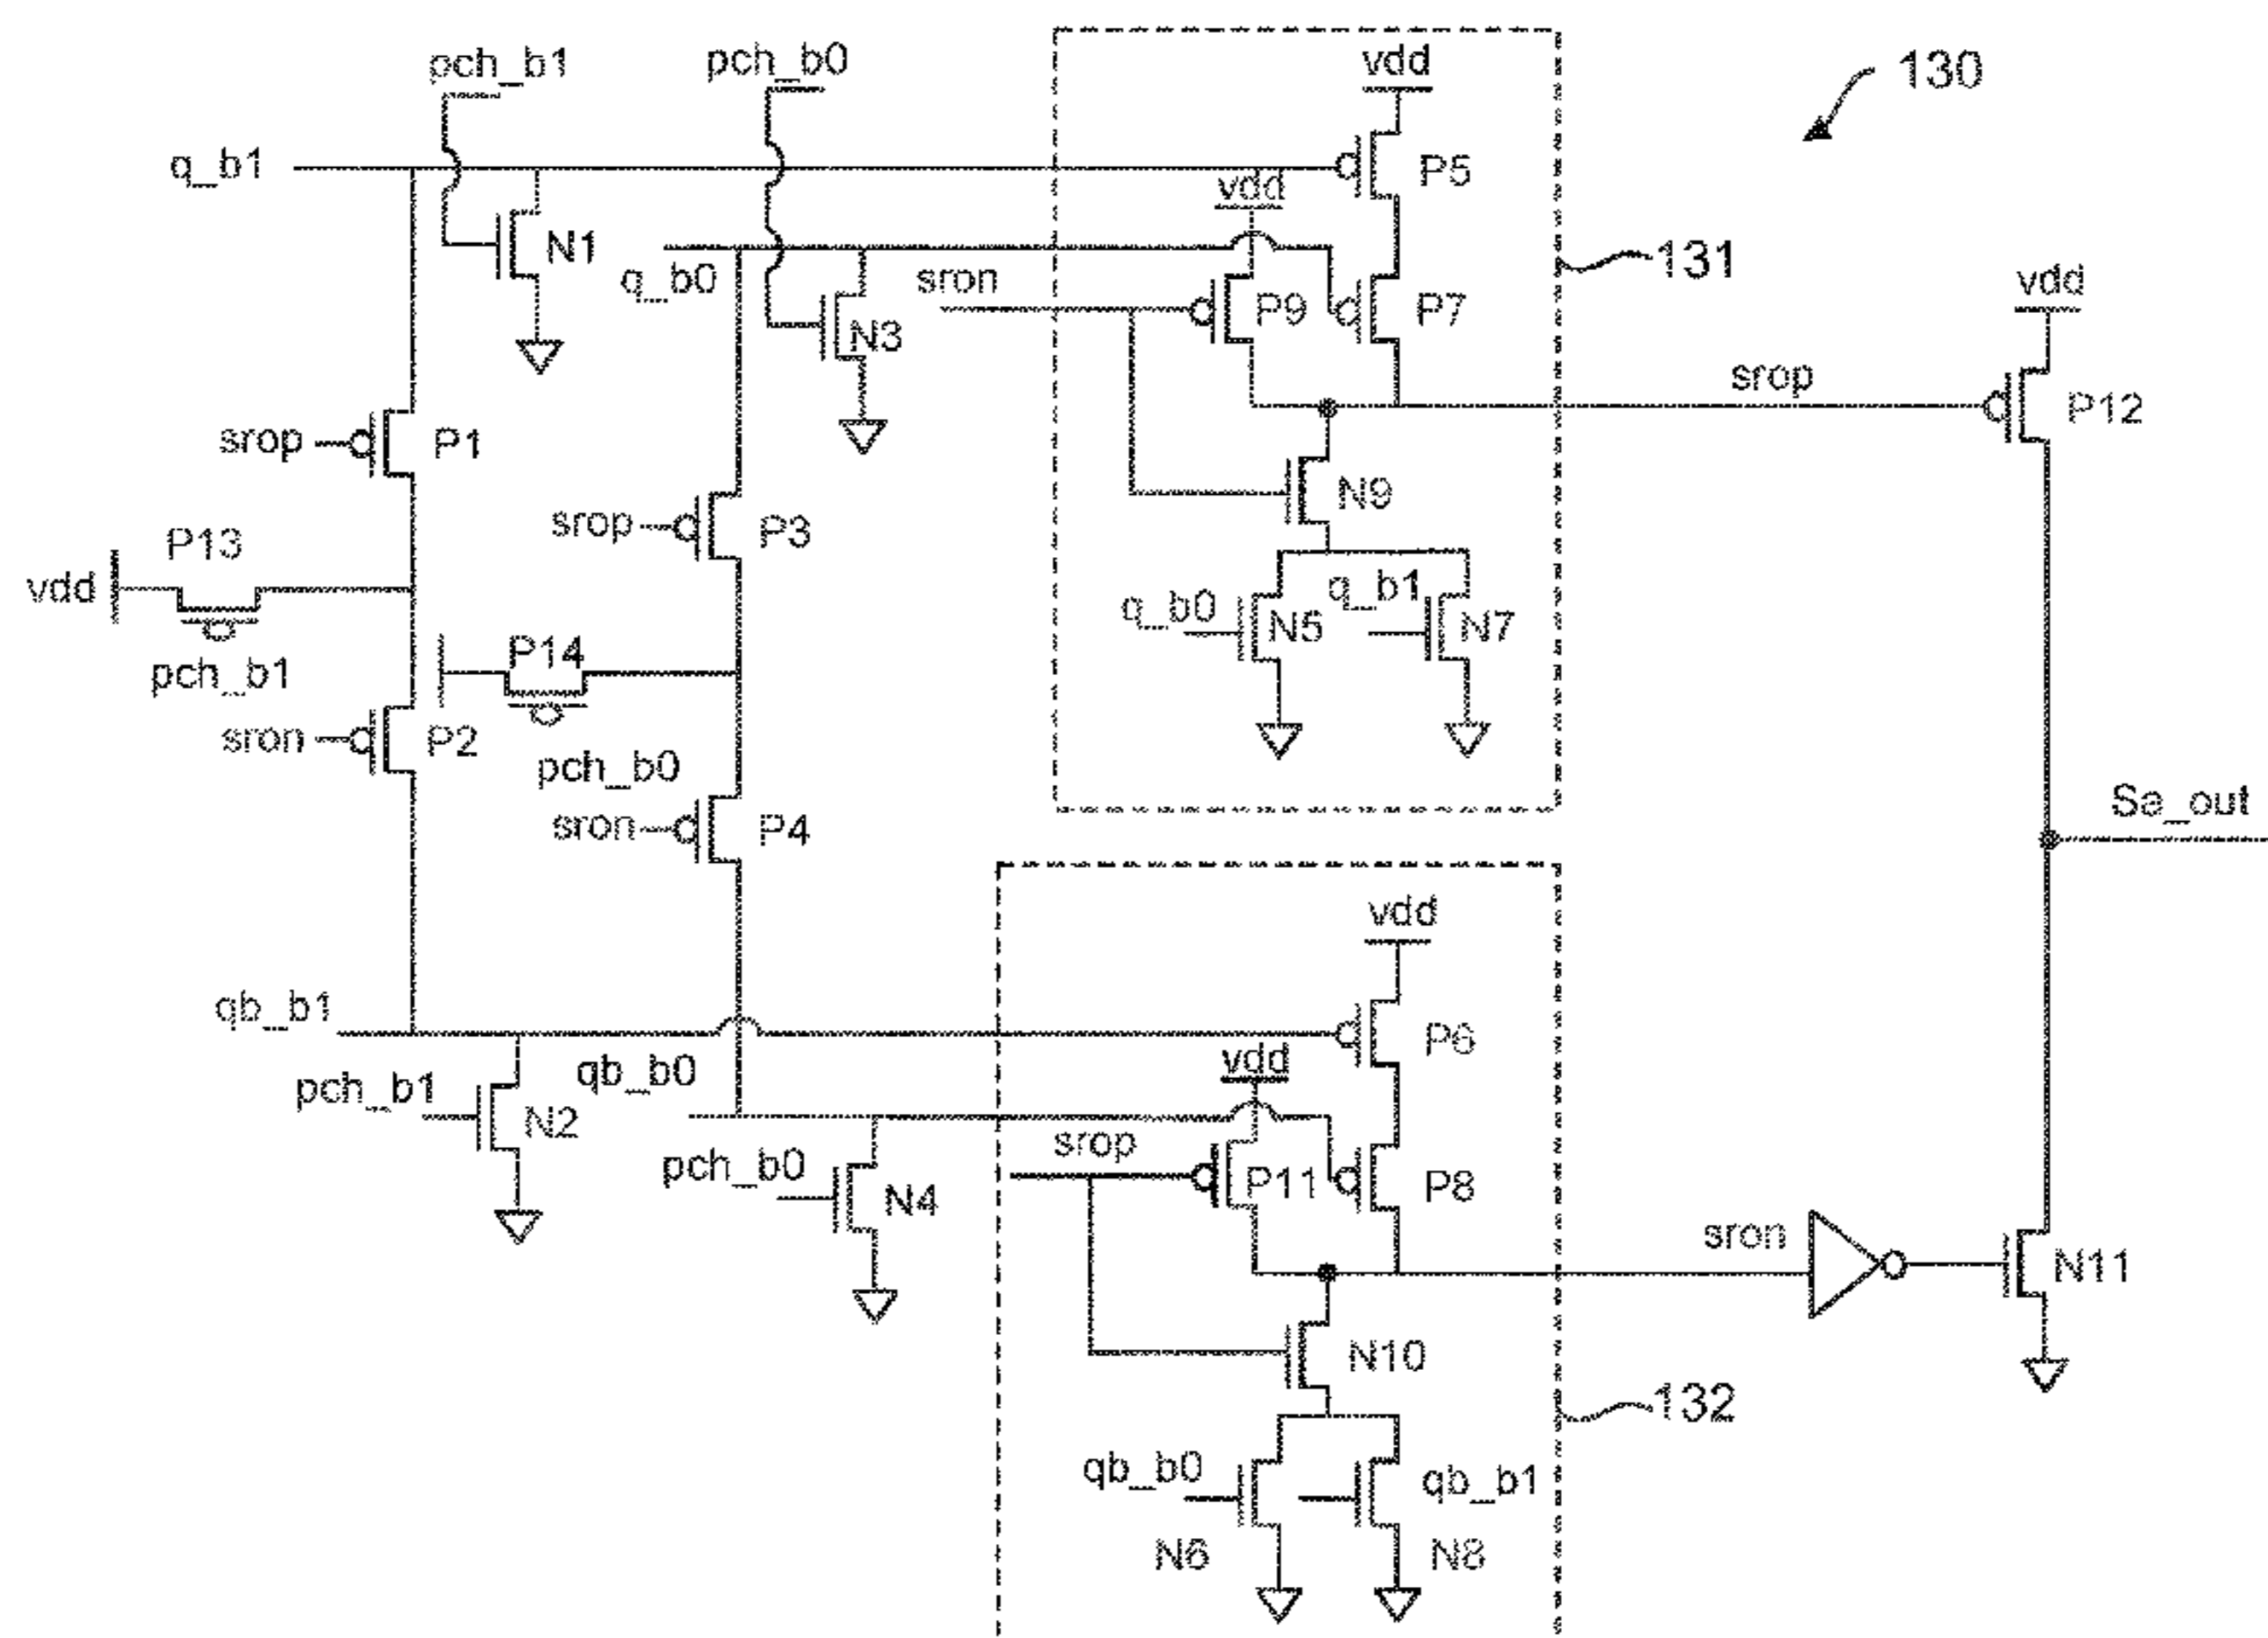 pch_b1
pch_b0
vdd
130
q_b1
P5
vdd
N1
q_b0
sron
P9
P7
131
vdd
N3
srop
P12
srop
P1
N9
srop
P3
P13
vdd
pch_b1
P14
q_b0
N5
q_b1
N7
sron
P2
pch_b0
sron
P4
Sa_out
vdd
qb_b1
P6
vdd
pch_b1
N2
qb_b0
srop
pch_b0
N4
P11
P8
sron
N11
N10
132
qb_b0
qb_b1
N6
N8